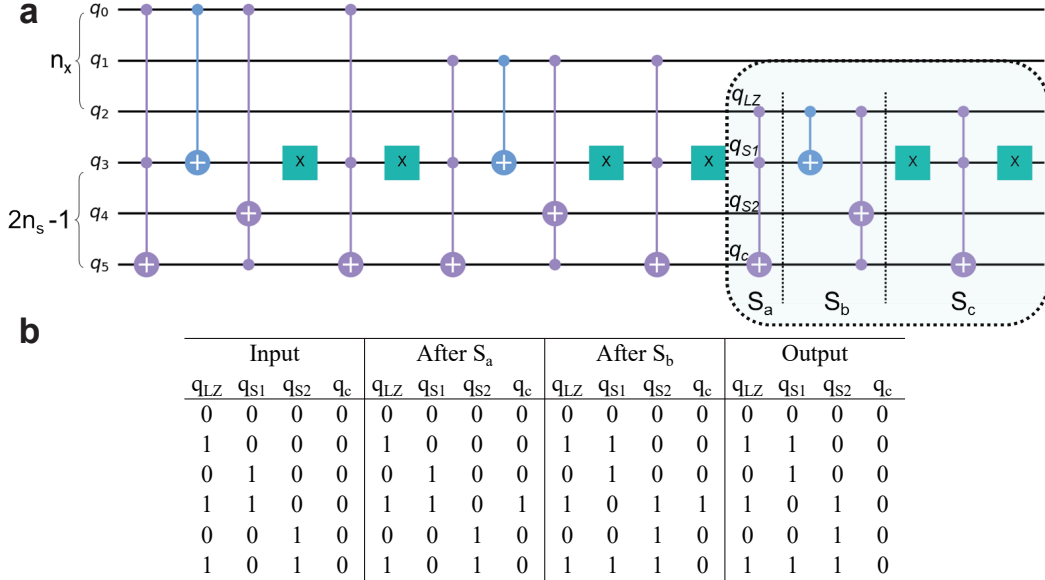 a
q0
nx
q1
q2
qLZ
q3
X X X X X X
qS1
2ns -1
q4
qS2
q5
qc
Sa Sb Sc
b
Input After Sa After Sb Output
qLZ qS1 qS2 qc qLZ qS1 qS2 qc qLZ qS1 qS2 qc qLZ qS1 qS2 qc
0 0 0 0 0 0 0 0 0 0 0 0 0 0 0 0
1 0 0 0 1 0 0 0 1 1 0 0 1 1 0 0
0 1 0 0 0 1 0 0 0 1 0 0 0 1 0 0
1 1 0 0 1 1 0 1 1 0 1 1 1 0 1 0
0 0 1 0 0 0 1 0 0 0 1 0 0 0 1 0
1 0 1 0 1 0 1 0 1 1 1 0 1 1 1 0